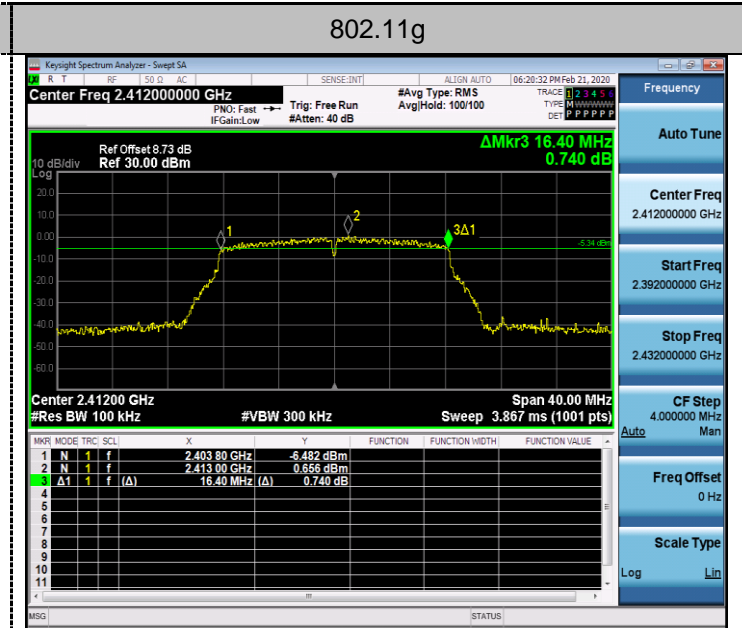 802.11g
Keysight Spectrum Analyzer - Swept SA
LXI R T RF 50 Ω AC SENSE:INT ALIGN AUTO 06:20:32 PM Feb 21, 2020
Center Freq 2.412000000 GHz #Avg Type: RMS TRACE 1 2 3 4 5 6
PNO: Fast Trig: Free Run Avg|Hold: 100/100 TYPE M WWWWW
IFGain:Low #Atten: 40 dB DET P P P P P P
Frequency
Auto Tune
Center Freq
2.412000000 GHz
Start Freq
2.392000000 GHz
Stop Freq
2.432000000 GHz
CF Step
4.000000 MHz
Auto Man
Freq Offset
0 Hz
Scale Type
Log Lin
ΔMkr3 16.40 MHz
0.740 dB
Ref Offset 8.73 dB
10 dB/div Ref 30.00 dBm
Log
20.0
10.0
0.00
-10.0
-20.0
-30.0
-40.0
-50.0
-60.0
1
2
3Δ1
-5.34 dBm
Center 2.41200 GHz Span 40.00 MHz
#Res BW 100 kHz #VBW 300 kHz Sweep 3.867 ms (1001 pts)
MKR MODE TRC SCL X Y FUNCTION FUNCTION WIDTH FUNCTION VALUE
1 N 1 f 2.403 80 GHz -6.482 dBm
2 N 1 f 2.413 00 GHz 0.656 dBm
3 Δ1 1 f (Δ) 16.40 MHz (Δ) 0.740 dB
4
5
6
7
8
9
10
11
MSG STATUS